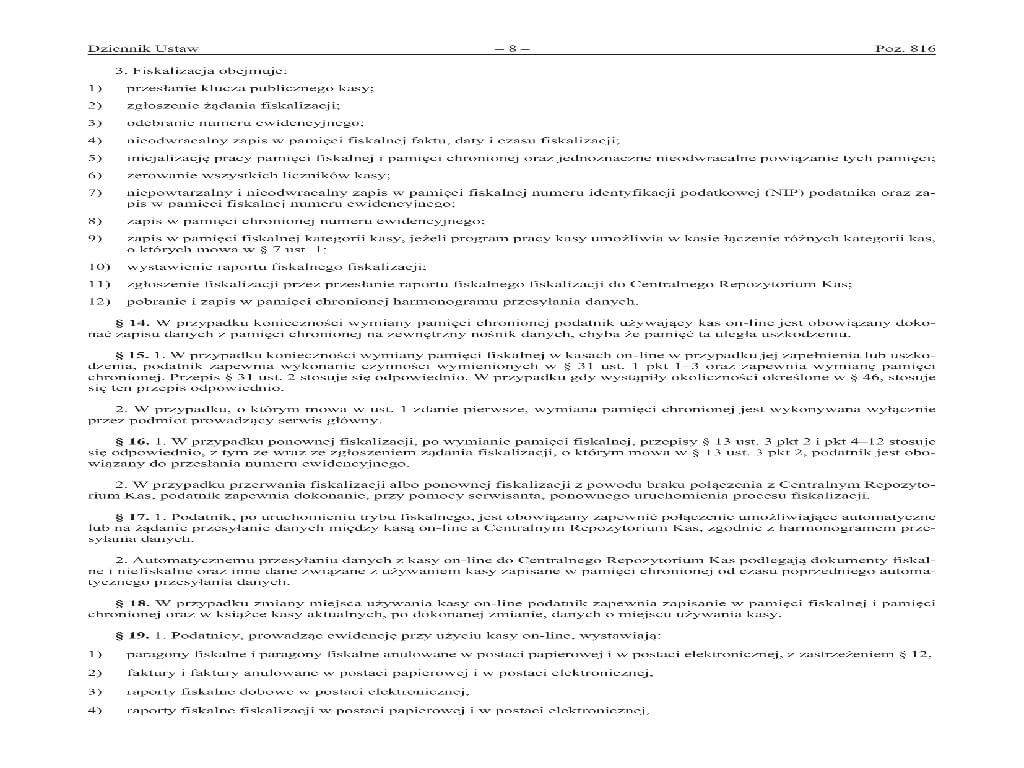 Dziennik Ustaw – 8 – Poz. 816
3. Fiskalizacja obejmuje:
1) przesłanie klucza publicznego kasy;
2) zgłoszenie żądania fiskalizacji;
3) odebranie numeru ewidencyjnego;
4) nieodwracalny zapis w pamięci fiskalnej faktu, daty i czasu fiskalizacji;
5) inicjalizację pracy pamięci fiskalnej i pamięci chronionej oraz jednoznaczne nieodwracalne powiązanie tych pamięci;
6) zerowanie wszystkich liczników kasy;
7) niepowtarzalny i nieodwracalny zapis w pamięci fiskalnej numeru identyfikacji podatkowej (NIP) podatnika oraz za-
pis w pamięci fiskalnej numeru ewidencyjnego;
8) zapis w pamięci chronionej numeru ewidencyjnego;
9) zapis w pamięci fiskalnej kategorii kasy, jeżeli program pracy kasy umożliwia w kasie łączenie różnych kategorii kas,
o których mowa w § 7 ust. 1;
10) wystawienie raportu fiskalnego fiskalizacji;
11) zgłoszenie fiskalizacji przez przesłanie raportu fiskalnego fiskalizacji do Centralnego Repozytorium Kas;
12) pobranie i zapis w pamięci chronionej harmonogramu przesyłania danych.
§ 14. W przypadku konieczności wymiany pamięci chronionej podatnik używający kas on-line jest obowiązany doko-
nać zapisu danych z pamięci chronionej na zewnętrzny nośnik danych, chyba że pamięć ta uległa uszkodzeniu.
§ 15. 1. W przypadku konieczności wymiany pamięci fiskalnej w kasach on-line w przypadku jej zapełnienia lub uszko-
dzenia, podatnik zapewnia wykonanie czynności wymienionych w § 31 ust. 1 pkt 1–3 oraz zapewnia wymianę pamięci
chronionej. Przepis § 31 ust. 2 stosuje się odpowiednio. W przypadku gdy wystąpiły okoliczności określone w § 46, stosuje
się ten przepis odpowiednio.
2. W przypadku, o którym mowa w ust. 1 zdanie pierwsze, wymiana pamięci chronionej jest wykonywana wyłącznie
przez podmiot prowadzący serwis główny.
§ 16. 1. W przypadku ponownej fiskalizacji, po wymianie pamięci fiskalnej, przepisy § 13 ust. 3 pkt 2 i pkt 4–12 stosuje
się odpowiednio, z tym że wraz ze zgłoszeniem żądania fiskalizacji, o którym mowa w § 13 ust. 3 pkt 2, podatnik jest obo-
wiązany do przesłania numeru ewidencyjnego.
2. W przypadku przerwania fiskalizacji albo ponownej fiskalizacji z powodu braku połączenia z Centralnym Repozyto-
rium Kas, podatnik zapewnia dokonanie, przy pomocy serwisanta, ponownego uruchomienia procesu fiskalizacji.
§ 17. 1. Podatnik, po uruchomieniu trybu fiskalnego, jest obowiązany zapewnić połączenie umożliwiające automatyczne
lub na żądanie przesyłanie danych między kasą on-line a Centralnym Repozytorium Kas, zgodnie z harmonogramem prze-
syłania danych.
2. Automatycznemu przesyłaniu danych z kasy on-line do Centralnego Repozytorium Kas podlegają dokumenty fiskal-
ne i niefiskalne oraz inne dane związane z używaniem kasy zapisane w pamięci chronionej od czasu poprzedniego automa-
tycznego przesyłania danych.
§ 18. W przypadku zmiany miejsca używania kasy on-line podatnik zapewnia zapisanie w pamięci fiskalnej i pamięci
chronionej oraz w książce kasy aktualnych, po dokonanej zmianie, danych o miejscu używania kasy.
§ 19. 1. Podatnicy, prowadząc ewidencję przy użyciu kasy on-line, wystawiają:
1) paragony fiskalne i paragony fiskalne anulowane w postaci papierowej i w postaci elektronicznej, z zastrzeżeniem § 12,
2) faktury i faktury anulowane w postaci papierowej i w postaci elektronicznej,
3) raporty fiskalne dobowe w postaci elektronicznej,
4) raporty fiskalne fiskalizacji w postaci papierowej i w postaci elektronicznej,